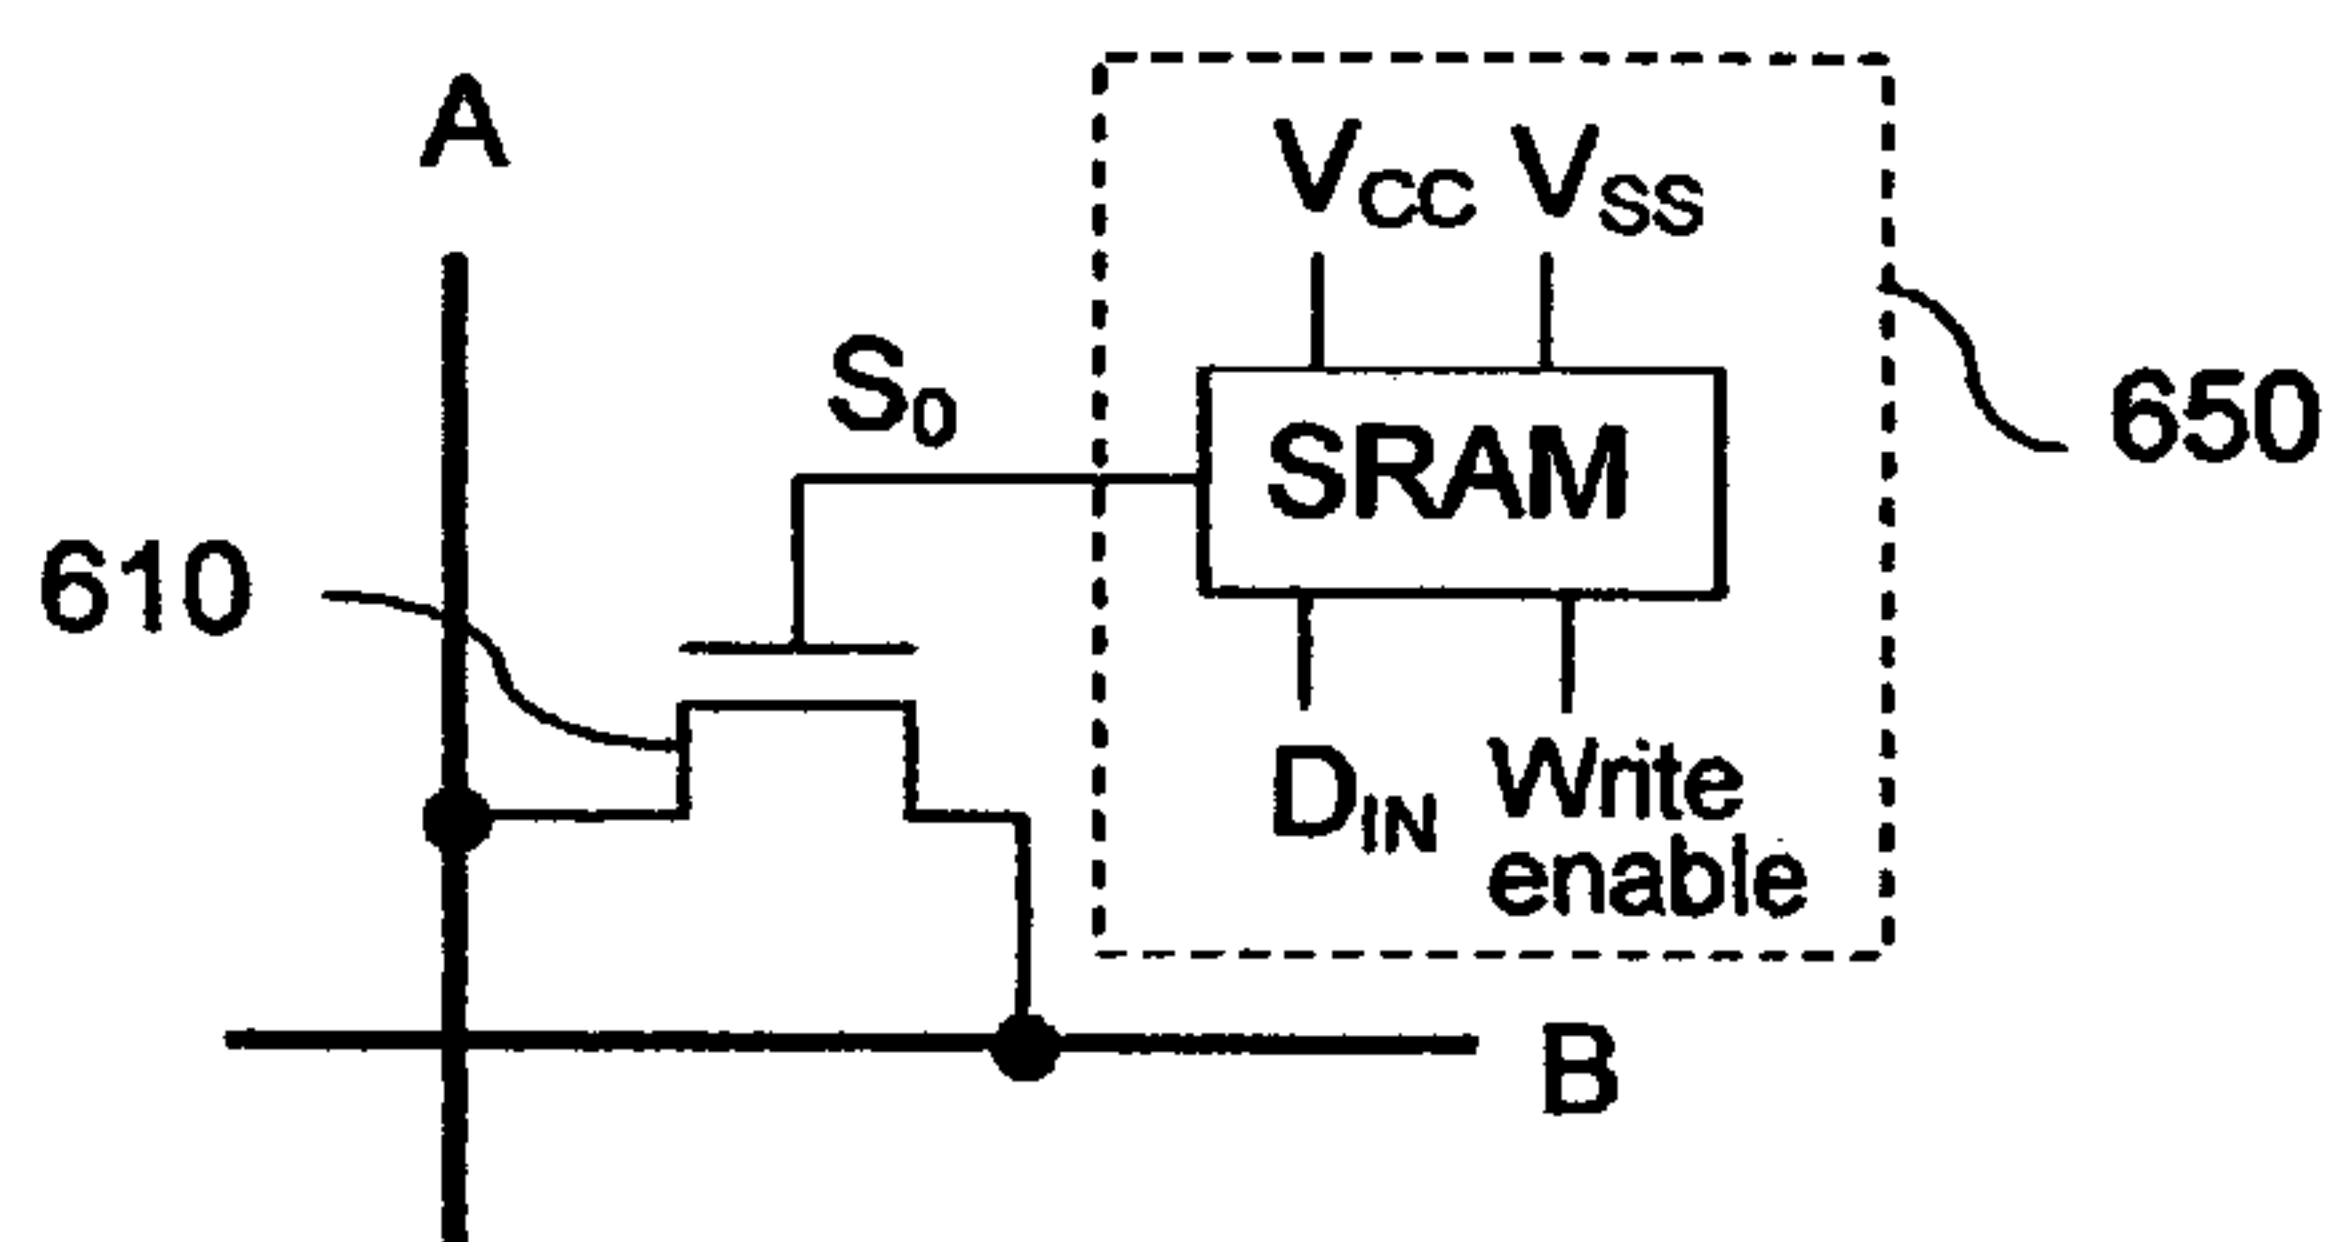 A
VCC VSS
S0
650
SRAM
610
DIN
Write
enable
B